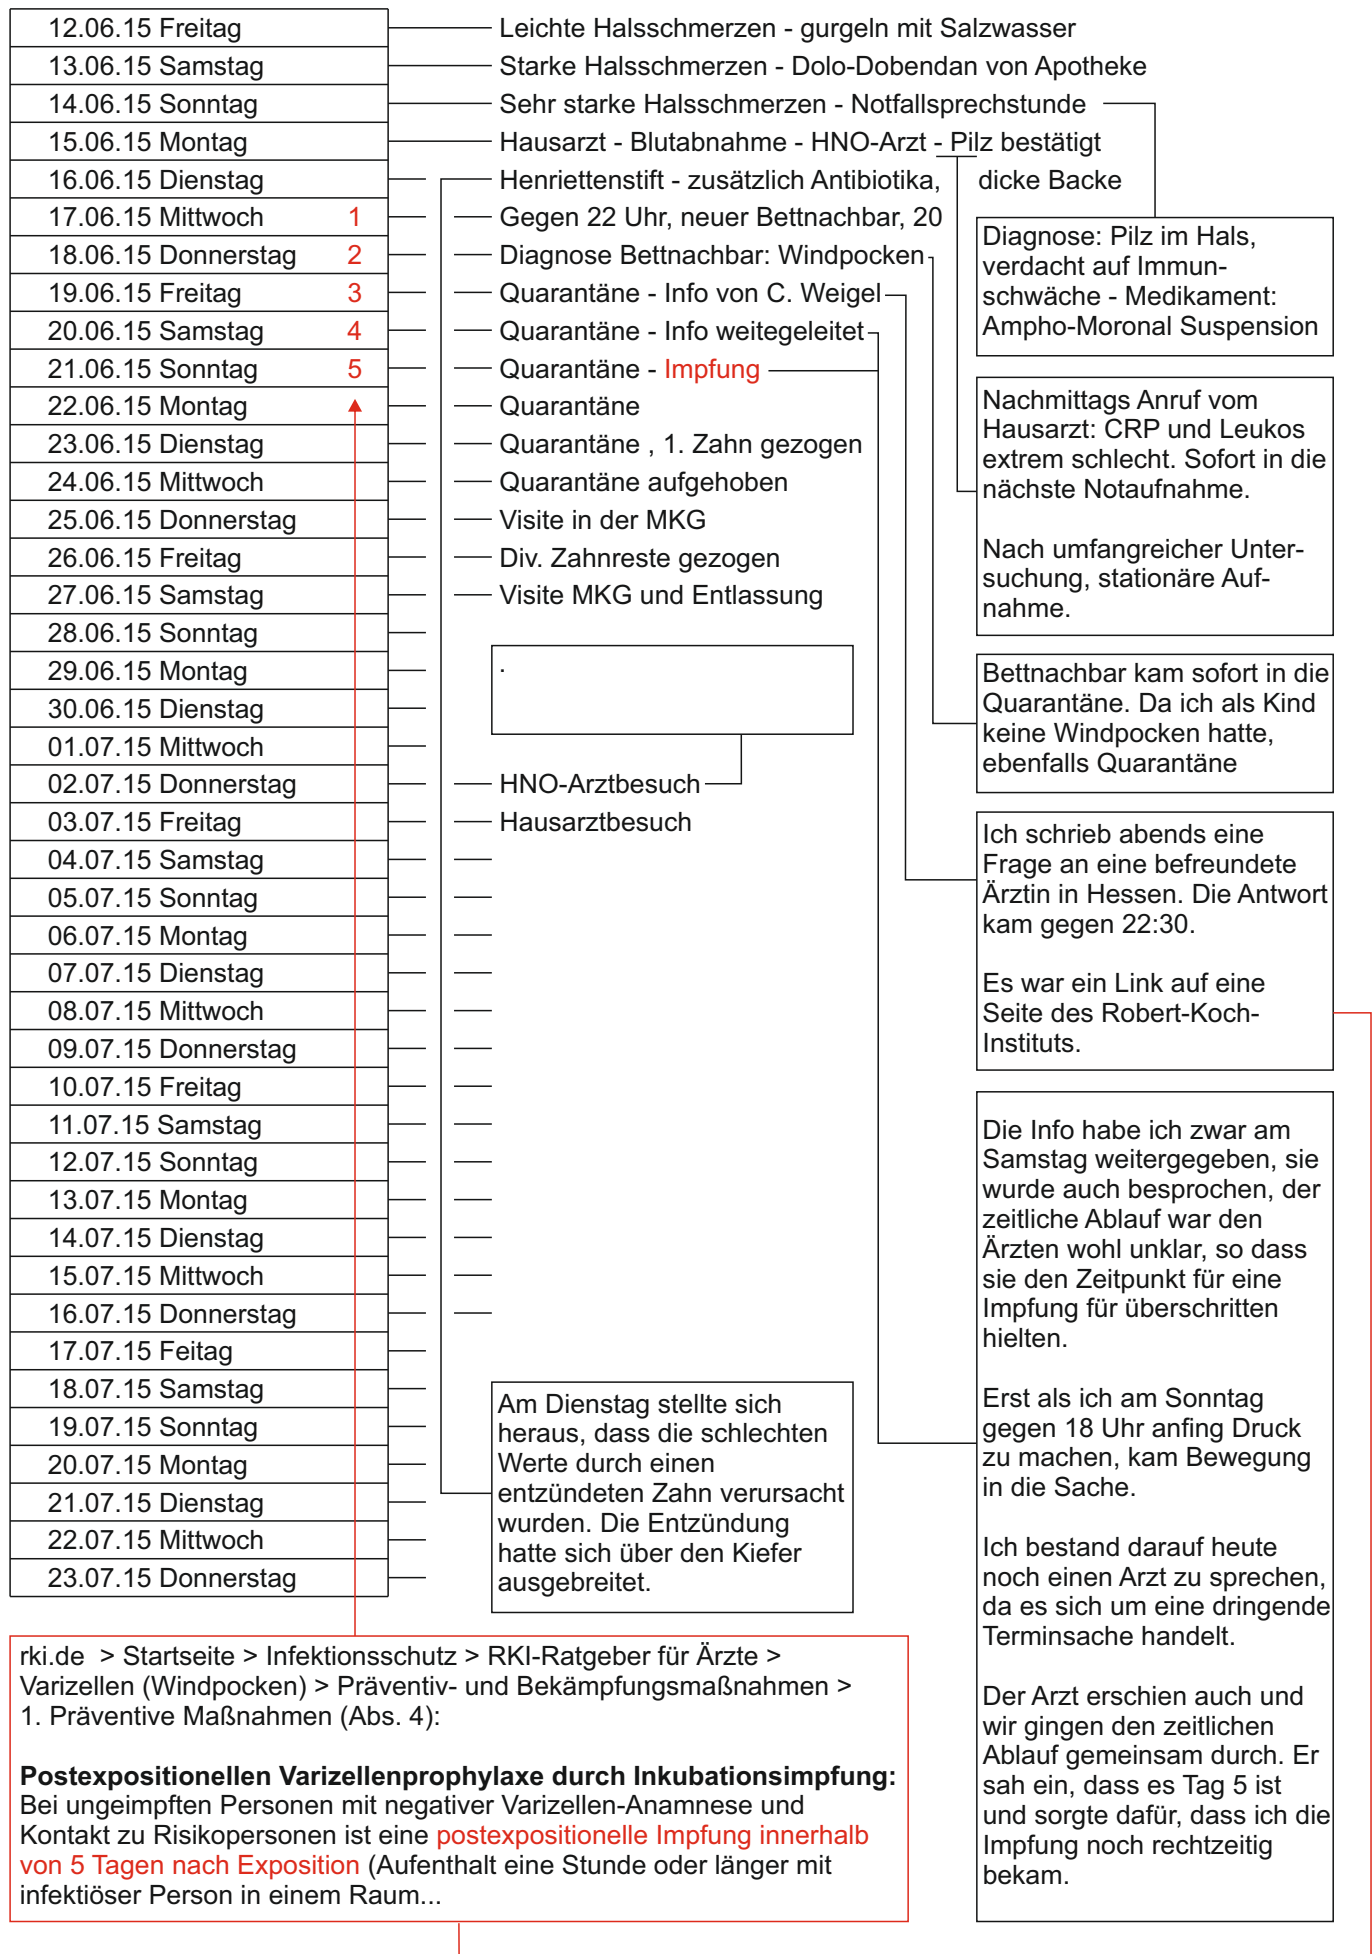 12.06.15 Freitag
Leichte Halsschmerzen - gurgeln mit Salzwasser
13.06.15 Samstag
Starke Halsschmerzen - Dolo-Dobendan von Apotheke
14.06.15 Sonntag
Sehr starke Halsschmerzen - Notfallsprechstunde
15.06.15 Montag
Hausarzt - Blutabnahme - HNO-Arzt - Pilz bestätigt
16.06.15 Dienstag
Henriettenstift - zusätzlich Antibiotika, dicke Backe
17.06.15 Mittwoch 1
Gegen 22 Uhr, neuer Bettnachbar, 20
18.06.15 Donnerstag 2
Diagnose Bettnachbar: Windpocken
19.06.15 Freitag 3
Quarantäne - Info von C. Weigel
20.06.15 Samstag 4
Quarantäne - Info weitegeleitet
21.06.15 Sonntag 5
Quarantäne - Impfung
22.06.15 Montag
Quarantäne
23.06.15 Dienstag
Quarantäne , 1. Zahn gezogen
24.06.15 Mittwoch
Quarantäne aufgehoben
25.06.15 Donnerstag
Visite in der MKG
26.06.15 Freitag
Div. Zahnreste gezogen
27.06.15 Samstag
Visite MKG und Entlassung
28.06.15 Sonntag
29.06.15 Montag
.
30.06.15 Dienstag
01.07.15 Mittwoch
02.07.15 Donnerstag
HNO-Arztbesuch
03.07.15 Freitag
Hausarztbesuch
04.07.15 Samstag
05.07.15 Sonntag
06.07.15 Montag
07.07.15 Dienstag
08.07.15 Mittwoch
09.07.15 Donnerstag
10.07.15 Freitag
11.07.15 Samstag
12.07.15 Sonntag
13.07.15 Montag
14.07.15 Dienstag
15.07.15 Mittwoch
16.07.15 Donnerstag
17.07.15 Feitag
18.07.15 Samstag
19.07.15 Sonntag
20.07.15 Montag
21.07.15 Dienstag
22.07.15 Mittwoch
23.07.15 Donnerstag
Am Dienstag stellte sich
heraus, dass die schlechten
Werte durch einen
entzündeten Zahn verursacht
wurden. Die Entzündung
hatte sich über den Kiefer
ausgebreitet.
Diagnose: Pilz im Hals,
verdacht auf Immun-
schwäche - Medikament:
Ampho-Moronal Suspension
Nachmittags Anruf vom
Hausarzt: CRP und Leukos
extrem schlecht. Sofort in die
nächste Notaufnahme.
Nach umfangreicher Unter-
suchung, stationäre Auf-
nahme.
Bettnachbar kam sofort in die
Quarantäne. Da ich als Kind
keine Windpocken hatte,
ebenfalls Quarantäne
Ich schrieb abends eine
Frage an eine befreundete
Ärztin in Hessen. Die Antwort
kam gegen 22:30.
Es war ein Link auf eine
Seite des Robert-Koch-
Instituts.
Die Info habe ich zwar am
Samstag weitergegeben, sie
wurde auch besprochen, der
zeitliche Ablauf war den
Ärzten wohl unklar, so dass
sie den Zeitpunkt für eine
Impfung für überschritten
hielten.
Erst als ich am Sonntag
gegen 18 Uhr anfing Druck
zu machen, kam Bewegung
in die Sache.
Ich bestand darauf heute
noch einen Arzt zu sprechen,
da es sich um eine dringende
Terminsache handelt.
Der Arzt erschien auch und
wir gingen den zeitlichen
Ablauf gemeinsam durch. Er
sah ein, dass es Tag 5 ist
und sorgte dafür, dass ich die
Impfung noch rechtzeitig
bekam.
rki.de > Startseite > Infektionsschutz > RKI-Ratgeber für Ärzte >
Varizellen (Windpocken) > Präventiv- und Bekämpfungsmaßnahmen >
1. Präventive Maßnahmen (Abs. 4):
Postexpositionellen Varizellenprophylaxe durch Inkubationsimpfung:
Bei ungeimpften Personen mit negativer Varizellen-Anamnese und
Kontakt zu Risikopersonen ist eine postexpositionelle Impfung innerhalb
von 5 Tagen nach Exposition (Aufenthalt eine Stunde oder länger mit
infektiöser Person in einem Raum...